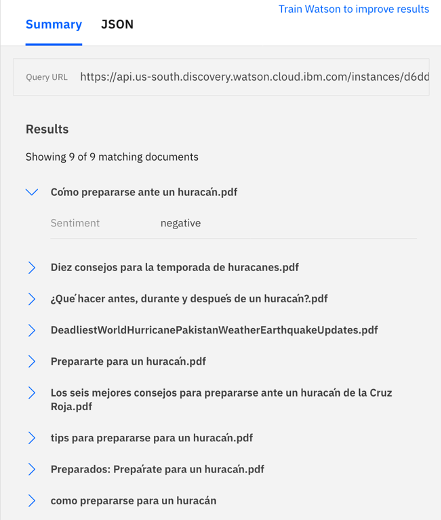 Train Watson to improve results
Summary
JSON
Query URL
https://api.us-south.discovery.watson.cloud.ibm.com/instances/d6dd
Results
Showing 9 of 9 matching documents
Cómo prepararse ante un huracán.pdf
Sentiment negative
Diez consejos para la temporada de huracanes.pdf
¿Qué hacer antes, durante y después de un huracán?.pdf
DeadliestWorldHurricanePakistanWeatherEarthquakeUpdates.pdf
Prepararte para un huracán.pdf
Los seis mejores consejos para prepararse ante un huracán de la Cruz
Roja.pdf
tips para prepararse para un huracán.pdf
Preparados: Prepárate para un huracán.pdf
como prepararse para un huracán